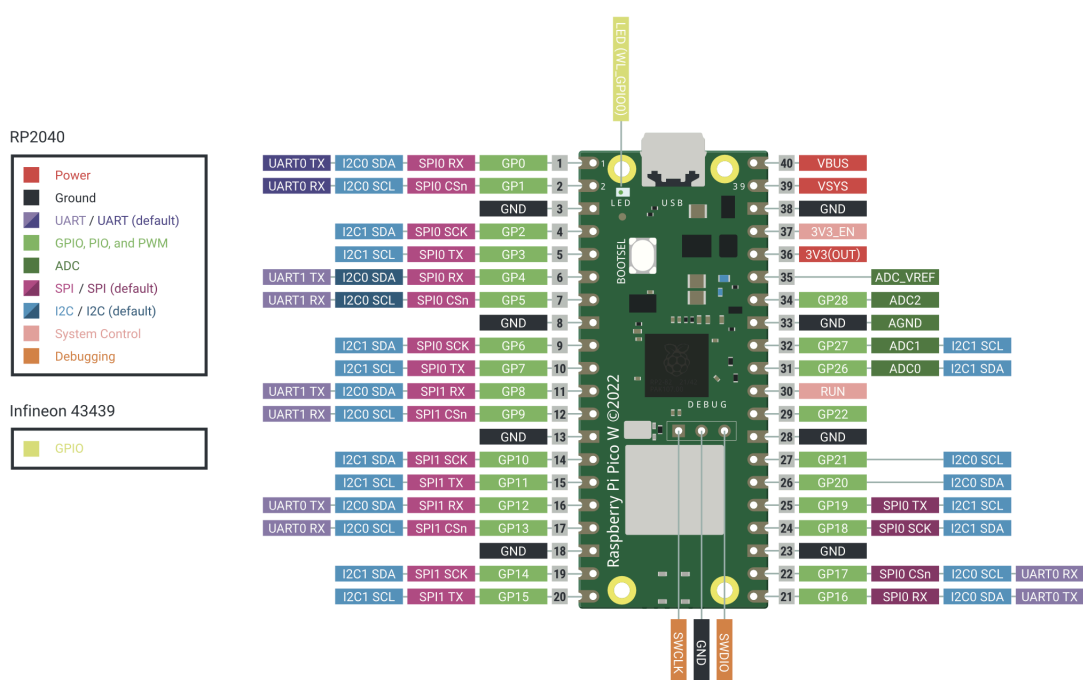 LED (WL_GPIO0)
RP2040
Power
Ground
UART / UART (default)
GPIO, PIO, and PWM
ADC
SPI / SPI (default)
I2C / I2C (default)
System Control
Debugging
Infineon 43439
GPIO
UART0 TX I2C0 SDA SPI0 RX GP0 1
UART0 RX I2C0 SCL SPI0 CSn GP1 2
GND 3
I2C1 SDA SPI0 SCK GP2 4
I2C1 SCL SPI0 TX GP3 5
UART1 TX I2C0 SDA SPI0 RX GP4 6
UART1 RX I2C0 SCL SPI0 CSn GP5 7
GND 8
I2C1 SDA SPI0 SCK GP6 9
I2C1 SCL SPI0 TX GP7 10
UART1 TX I2C0 SDA SPI1 RX GP8 11
UART1 RX I2C0 SCL SPI1 CSn GP9 12
GND 13
I2C1 SDA SPI1 SCK GP10 14
I2C1 SCL SPI1 TX GP11 15
UART0 TX I2C0 SDA SPI1 RX GP12 16
UART0 RX I2C0 SCL SPI1 CSn GP13 17
GND 18
I2C1 SDA SPI1 SCK GP14 19
I2C1 SCL SPI1 TX GP15 20
1
2
39
LED
USB
BOOTSEL
DEBUG
Raspberry Pi Pico W ©2022
40 VBUS
39 VSYS
38 GND
37 3V3_EN
36 3V3(OUT)
35 ADC_VREF
34 GP28 ADC2
33 GND AGND
32 GP27 ADC1 I2C1 SCL
31 GP26 ADC0 I2C1 SDA
30 RUN
29 GP22
28 GND
27 GP21 I2C0 SCL
26 GP20 I2C0 SDA
25 GP19 SPI0 TX I2C1 SCL
24 GP18 SPI0 SCK I2C1 SDA
23 GND
22 GP17 SPI0 CSn I2C0 SCL UART0 RX
21 GP16 SPI0 RX I2C0 SDA UART0 TX
SWCLK
GND
SWDIO